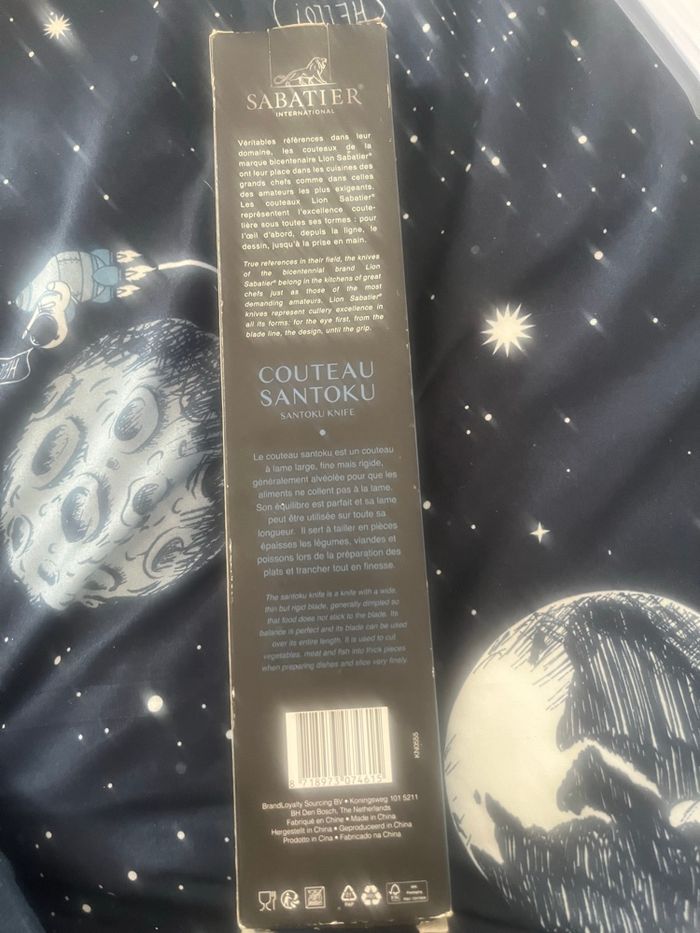 HELLO!
SABATIER®
INTERNATIONAL
Véritables références dans leur
domaine, les couteaux de la
marque bicentenaire Lion Sabatier®
ont leur place dans les cuisines des
grands chefs comme dans celles
des amateurs les plus exigeants.
Les couteaux Lion Sabatier®
représentent l'excellence coute-
lière sous toutes ses formes : pour
l'œil d'abord, depuis la ligne, le
dessin, jusqu'à la prise en main.
True references in their field, the knives
of the bicentennial brand Lion
Sabatier® belong in the kitchens of great
chefs just as those of the most
demanding amateurs. Lion Sabatier®
knives represent cutlery excellence in
all its forms: for the eye first, from the
blade line, the design, until the grip.
COUTEAU
SANTOKU
SANTOKU KNIFE
Le couteau santoku est un couteau
à lame large, fine mais rigide,
généralement alvéolée pour que les
aliments ne collent pas à la lame.
Son équilibre est parfait et sa lame
peut être utilisée sur toute sa
longueur. Il sert à tailler en pièces
épaisses les légumes, viandes et
poissons lors de la préparation des
plats et trancher tout en finesse.
The santoku knife is a knife with a wide,
thin but rigid blade, generally dimpled so
that food does not stick to the blade. Its
balance is perfect and its blade can be used
over its entire length. It is used to cut
vegetables, meat and fish into thick pieces
when preparing dishes and slice very finely.
8 718973 074615
KN0555
BrandLoyalty Sourcing BV • Koningsweg 101 5211
BH Den Bosch, The Netherlands
Fabriqué en Chine • Made in China
Hergestellt in China • Geproduceerd in China
Prodotto in Cina • Fabricado na China
PAP
FSC